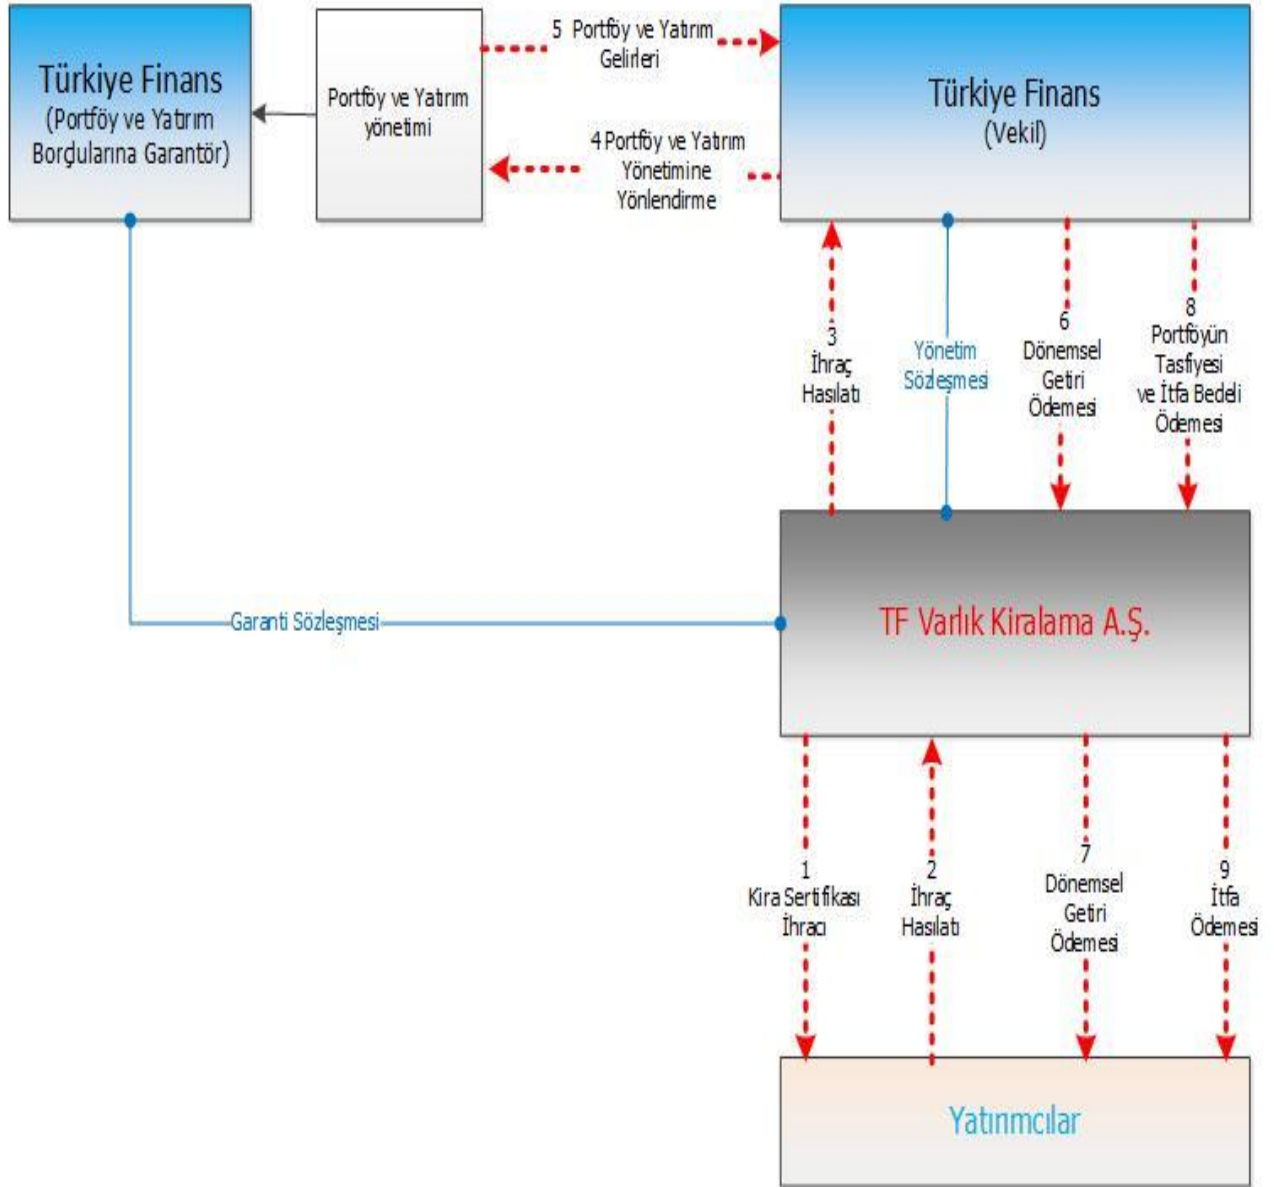 Türkiye Finans
(Portföy ve Yatırım
Borçlularına Garantör)
Portföy ve Yatırım
yönetimi
5 Portföy ve Yatırım
Gelirleri
4 Portföy ve Yatırım
Yönetimine
Yönlendirme
Türkiye Finans
(Vekil)
3
İhraç
Hasılatı
Yönetim
Sözleşmesi
6
Dönemsel
Getiri
Ödemesi
8
Portföyün
Tasfiyesi
ve İtfa Bedeli
Ödemesi
Garanti Sözleşmesi
TF Varlık Kiralama A.Ş.
1
Kira Sertifikası
İhracı
2
İhraç
Hasılatı
7
Dönemsel
Getiri
Ödemesi
9
İtfa
Ödemesi
Yatırımcılar